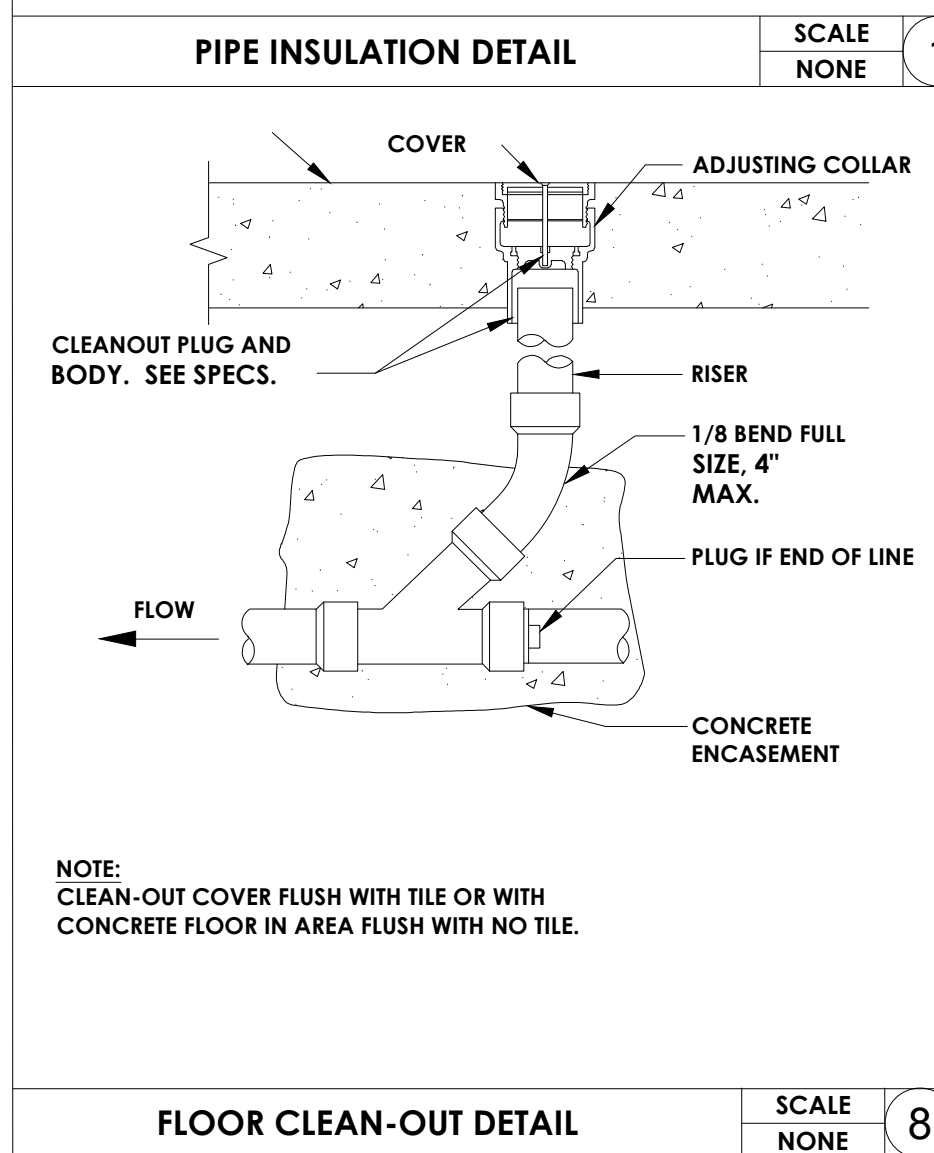 PIPE INSULATION DETAIL
SCALE
NONE
COVER
ADJUSTING COLLAR
CLEANOUT PLUG AND
BODY. SEE SPECS.
RISER
1/8 BEND FULL
SIZE, 4"
MAX.
PLUG IF END OF LINE
FLOW
CONCRETE
ENCASEMENT
NOTE:
CLEAN-OUT COVER FLUSH WITH TILE OR WITH
CONCRETE FLOOR IN AREA FLUSH WITH NO TILE.
FLOOR CLEAN-OUT DETAIL
SCALE
NONE
8